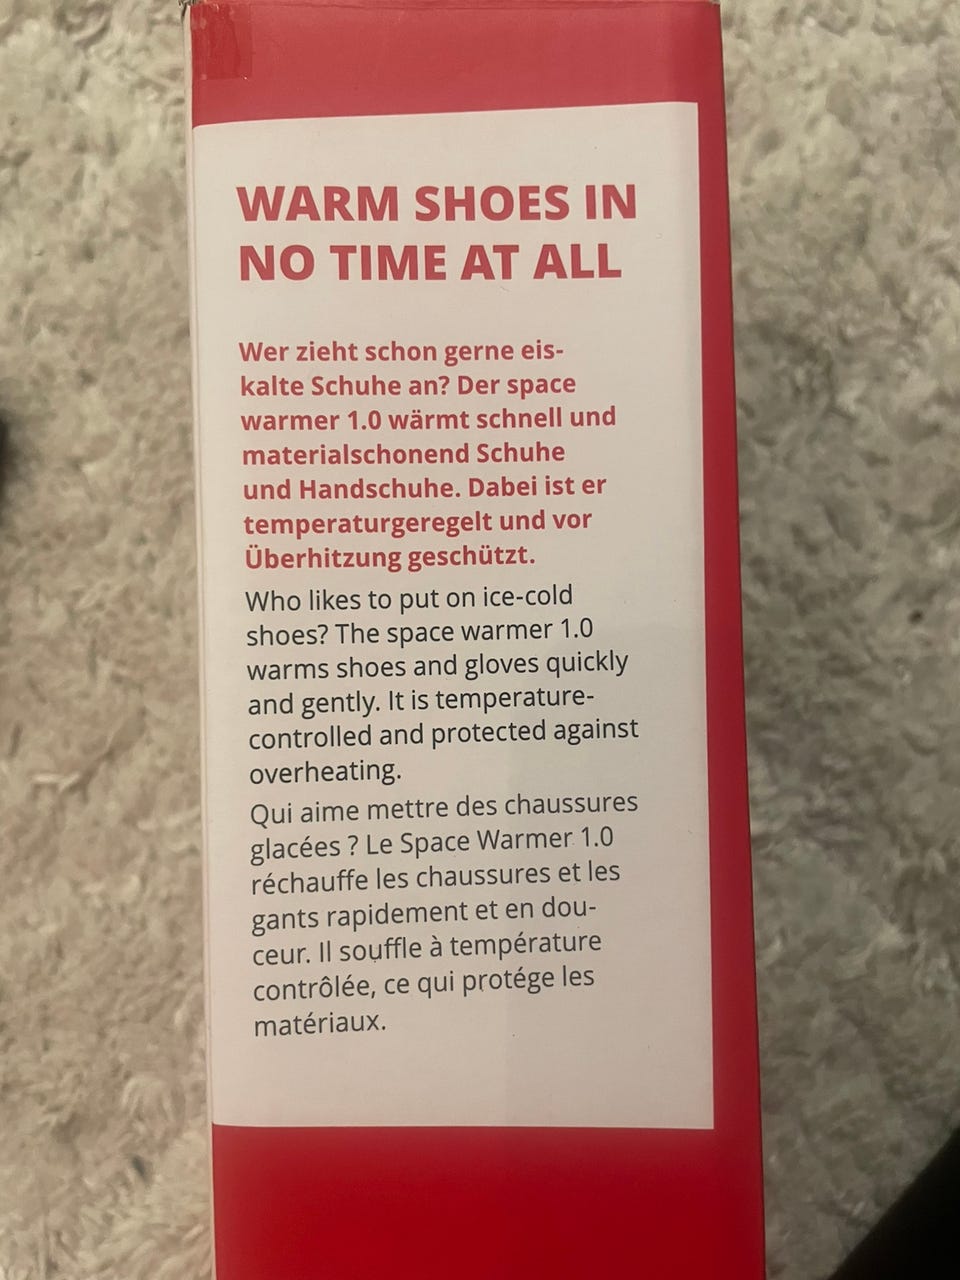 WARM SHOES IN
NO TIME AT ALL
Wer zieht schon gerne eis-
kalte Schuhe an? Der space
warmer 1.0 wärmt schnell und
materialschonend Schuhe
und Handschuhe. Dabei ist er
temperaturgeregelt und vor
Überhitzung geschützt.
Who likes to put on ice-cold
shoes? The space warmer 1.0
warms shoes and gloves quickly
and gently. It is temperature-
controlled and protected against
overheating.
Qui aime mettre des chaussures
glacées ? Le Space Warmer 1.0
réchauffe les chaussures et les
gants rapidement et en dou-
ceur. Il souffle à température
contrôlée, ce qui protége les
matériaux.